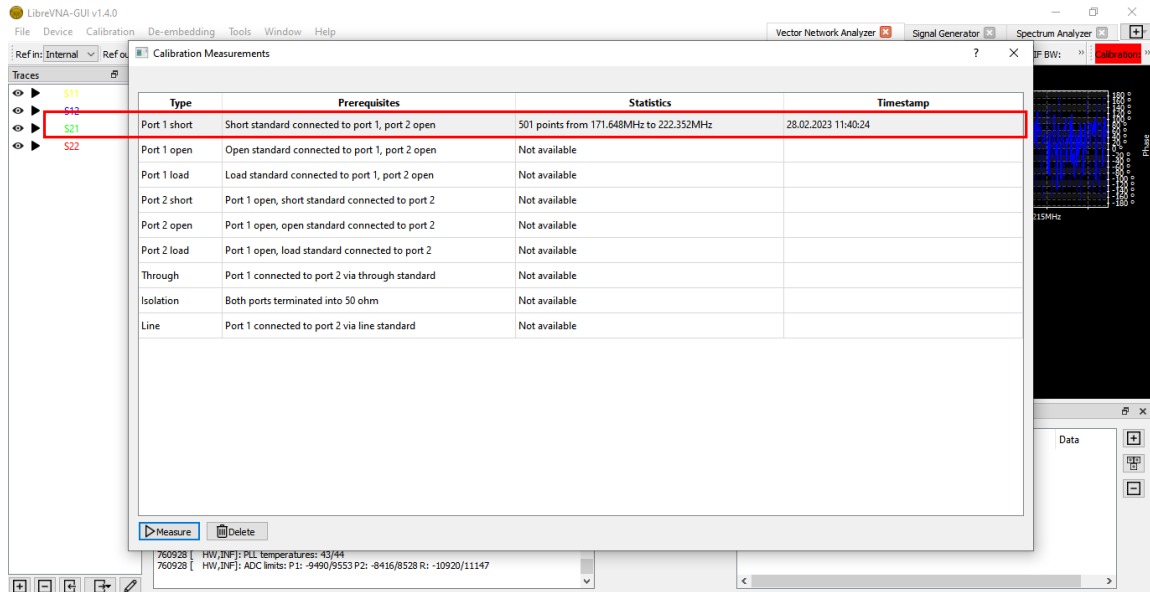 LibreVNA-GUI v1.4.0
File Device Calibration De-embedding Tools Window Help
Vector Network Analyzer Signal Generator Spectrum Analyzer
Ref in: Internal Ref ou
Calibration Measurements
?
IF BW: » Calibration: »
Traces
S11
S12
S21
S22
Type Prerequisites Statistics Timestamp
Port 1 short Short standard connected to port 1, port 2 open 501 points from 171.648MHz to 222.352MHz 28.02.2023 11:40:24
Port 1 open Open standard connected to port 1, port 2 open Not available
Port 1 load Load standard connected to port 1, port 2 open Not available
Port 2 short Port 1 open, short standard connected to port 2 Not available
Port 2 open Port 1 open, open standard connected to port 2 Not available
Port 2 load Port 1 open, load standard connected to port 2 Not available
Through Port 1 connected to port 2 via through standard Not available
Isolation Both ports terminated into 50 ohm Not available
Line Port 1 connected to port 2 via line standard Not available
180 °
Phase
-180 °
215MHz
Data
Measure Delete
760928 [ HW,INF]: PLL temperatures: 43/44
760928 [ HW,INF]: ADC limits: P1: -9490/9553 P2: -8416/8528 R: -10920/11147